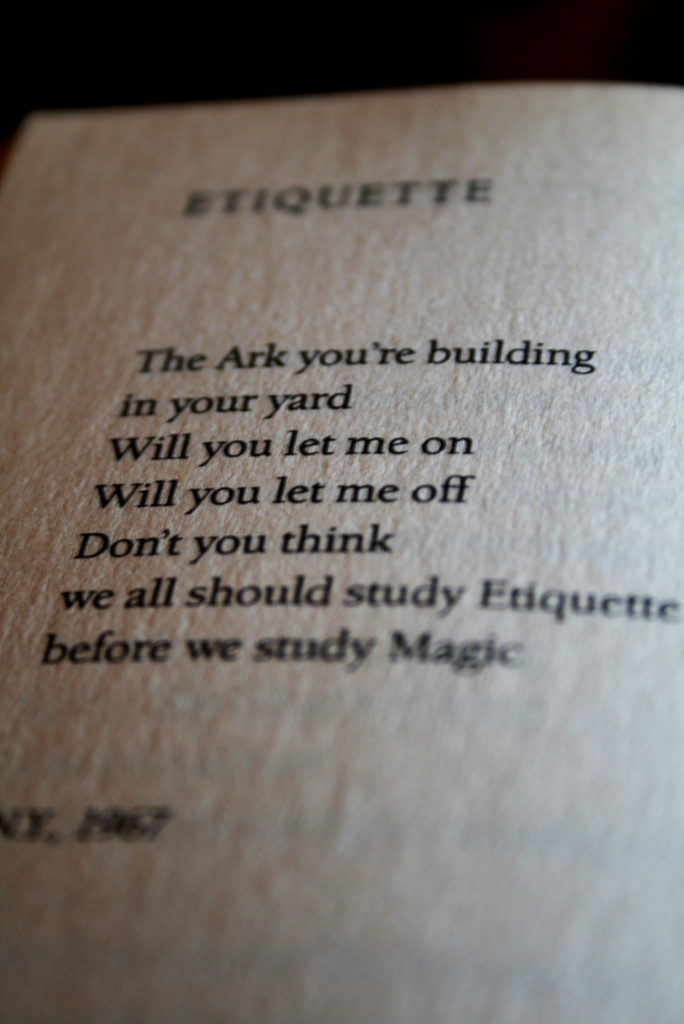 ETIQUETTE
The Ark you're building
in your yard
Will you let me on
Will you let me off
Don't you think
we all should study Etiquette
before we study Magic
NY, 1967